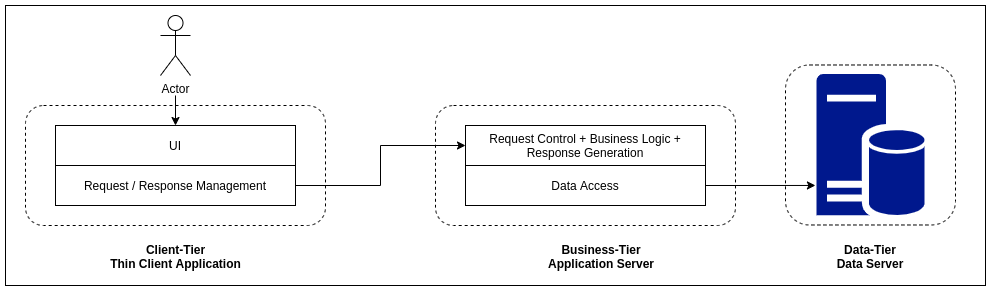 Actor
UI
Request / Response Management
Client-Tier
Thin Client Application
Request Control + Business Logic +
Response Generation
Data Access
Business-Tier
Application Server
Data-Tier
Data Server